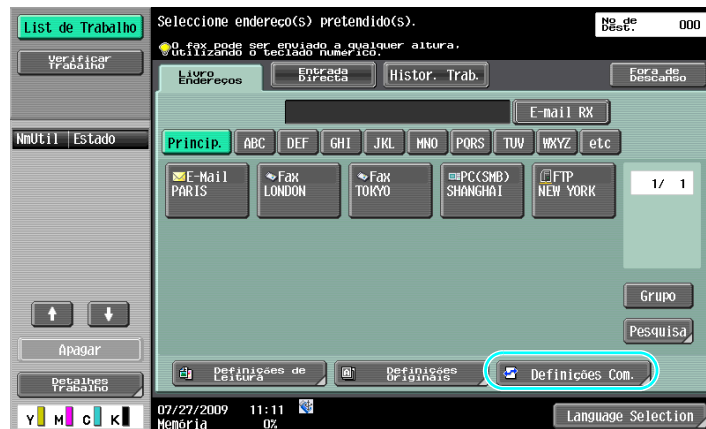 List de Trabalho
Verificar
Trabalho
NmUtil Estado
Apagar
Detalhes
Trabalho
Y M C K
Seleccione endereço(s) pretendido(s).
O fax pode ser enviado a qualquer altura.
Utilizando o teclado numérico.
Nº de
Dest.
000
Livro
Endereços
Entrada
Directa
Histor. Trab.
Fora de
Descanso
E-mail RX
Princip. ABC DEF GHI JKL MNO PQRS TUV WXYZ etc
E-Mail
PARIS
Fax
LONDON
Fax
TOKYO
PC(SMB)
SHANGHAI
FTP
NEW YORK
1/ 1
Grupo
Pesquisa
Definições de
Leitura
Definições
Originais
Definições Com.
07/27/2009 11:11
Memória 0%
Language Selection